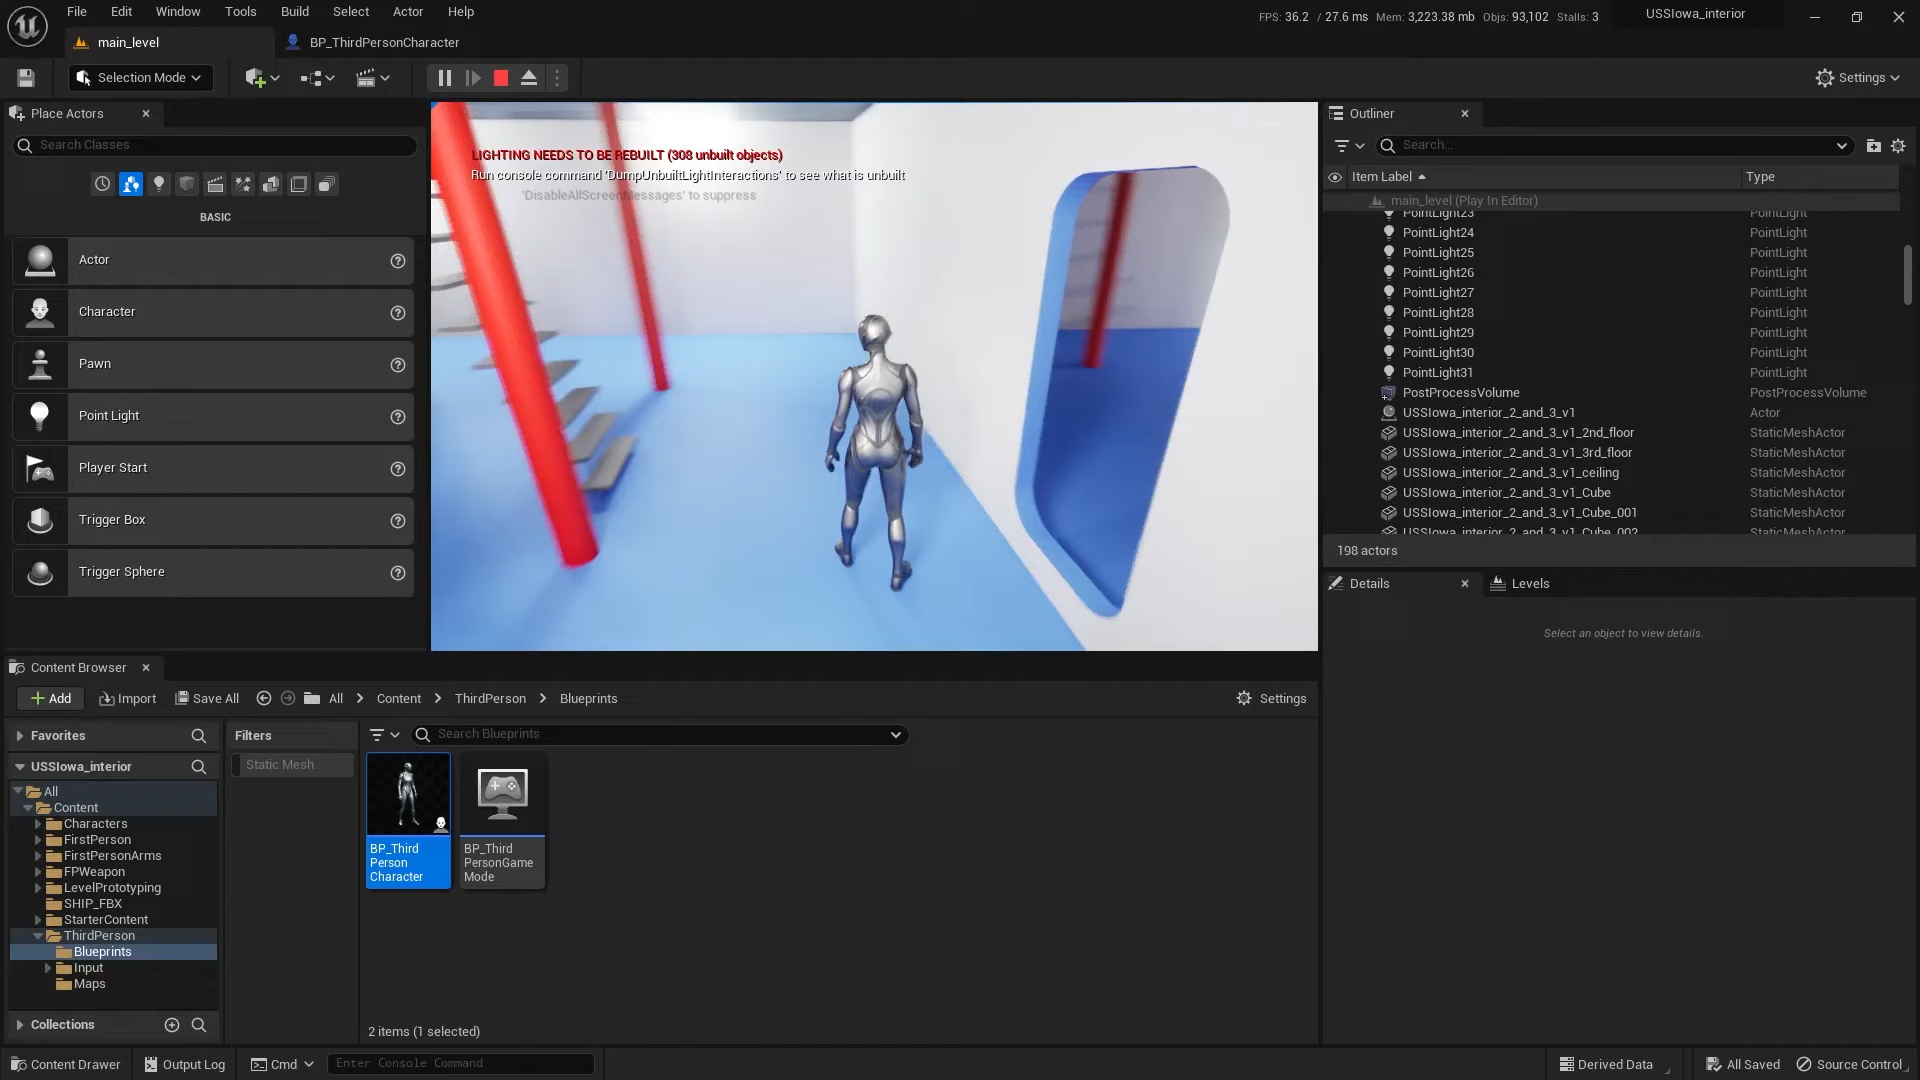 File Edit Window Tools Build Select Actor Help
FPS: 36.2 / 27.6 ms Mem: 3,223.38 mb Objs: 93,102 Stalls: 3
USSIowa_interior
main_level
BP_ThirdPersonCharacter
Selection Mode
Settings
Place Actors
Search Classes
BASIC
Actor
Character
Pawn
Point Light
Player Start
Trigger Box
Trigger Sphere
LIGHTING NEEDS TO BE REBUILT (308 unbuilt objects)
Run console command 'DumpUnbuiltLightInteractions' to see what is unbuilt
'DisableAllScreenMessages' to suppress
Outliner
Search...
Item Label Type
main_level (Play In Editor)
PointLight23 PointLight
PointLight24 PointLight
PointLight25 PointLight
PointLight26 PointLight
PointLight27 PointLight
PointLight28 PointLight
PointLight29 PointLight
PointLight30 PointLight
PointLight31 PointLight
PostProcessVolume PostProcessVolume
USSIowa_interior_2_and_3_v1 Actor
USSIowa_interior_2_and_3_v1_2nd_floor StaticMeshActor
USSIowa_interior_2_and_3_v1_3rd_floor StaticMeshActor
USSIowa_interior_2_and_3_v1_ceiling StaticMeshActor
USSIowa_interior_2_and_3_v1_Cube StaticMeshActor
USSIowa_interior_2_and_3_v1_Cube_001 StaticMeshActor
USSIowa_interior_2_and_3_v1_Cube_002 StaticMeshActor
198 actors
Details
Levels
Select an object to view details.
Content Browser
Add
Import
Save All
All
Content
ThirdPerson
Blueprints
Settings
Favorites
USSIowa_interior
All
Content
Characters
FirstPerson
FirstPersonArms
FPWeapon
LevelPrototyping
SHIP_FBX
StarterContent
ThirdPerson
Blueprints
Input
Maps
Collections
Filters
Static Mesh
Search Blueprints
BP_Third
Person
Character
BP_Third
PersonGame
Mode
2 items (1 selected)
Content Drawer
Output Log
Cmd
Enter Console Command
Derived Data
All Saved
Source Control